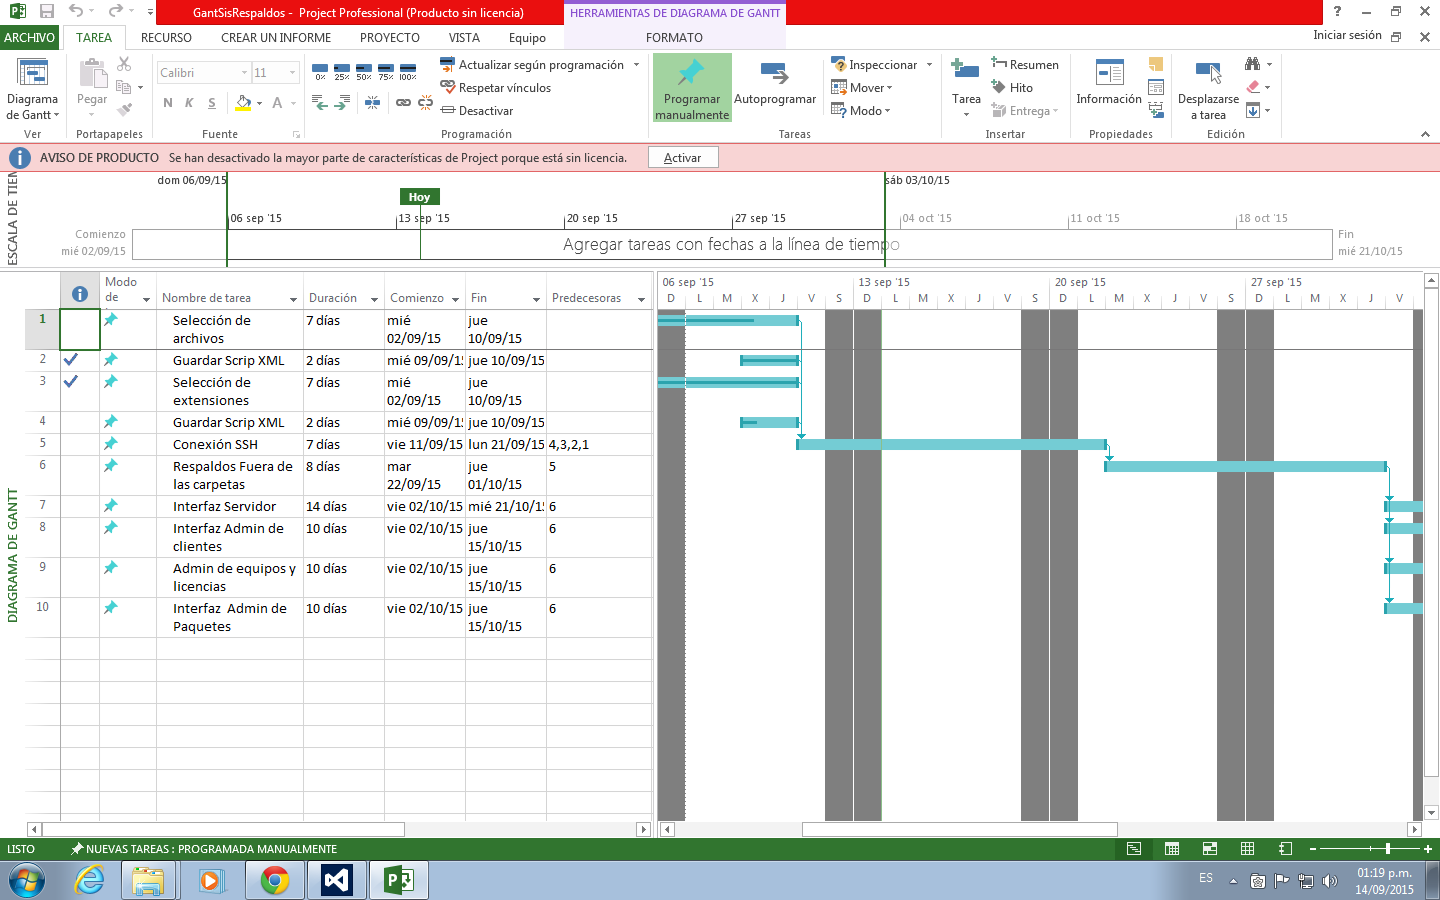 GantSisRespaldos - Project Professional (Producto sin licencia)
HERRAMIENTAS DE DIAGRAMA DE GANTT
ARCHIVO
TAREA
RECURSO
CREAR UN INFORME
PROYECTO
VISTA
Equipo
FORMATO
Iniciar sesión
Diagrama
de Gantt
Ver
Pegar
Portapapeles
Calibri
11
N K S
A
Fuente
0% 25% 50% 75% 100%
Actualizar según programación
Respetar vínculos
Desactivar
Programación
Programar
manualmente
Autoprogramar
Inspeccionar
Mover
Modo
Tareas
Tarea
Resumen
Hito
Entrega
Insertar
Información
Propiedades
Desplazarse
a tarea
Edición
AVISO DE PRODUCTO
Se han desactivado la mayor parte de características de Project porque está sin licencia.
Activar
ESCALA DE TIEM
dom 06/09/15
sáb 03/10/15
Hoy
06 sep '15
13 sep '15
20 sep '15
27 sep '15
04 oct '15
11 oct '15
18 oct '15
Comienzo
mié 02/09/15
Agregar tareas con fechas a la línea de tiempo
Fin
mié 21/10/15
DIAGRAMA DE GANTT
Modo
de
Nombre de tarea
Duración
Comienzo
Fin
Predecesoras
06 sep '15
13 sep '15
20 sep '15
27 sep '15
D L M X J V S D L M X J V S D L M X J V S D L M X J V
1 Selección de archivos 7 días mié 02/09/15 jue 10/09/15
2 Guardar Scrip XML 2 días mié 09/09/15 jue 10/09/15
3 Selección de extensiones 7 días mié 02/09/15 jue 10/09/15
4 Guardar Scrip XML 2 días mié 09/09/15 jue 10/09/15
5 Conexión SSH 7 días vie 11/09/15 lun 21/09/15 4,3,2,1
6 Respaldos Fuera de las carpetas 8 días mar 22/09/15 jue 01/10/15 5
7 Interfaz Servidor 14 días vie 02/10/15 mié 21/10/15 6
8 Interfaz Admin de clientes 10 días vie 02/10/15 jue 15/10/15 6
9 Admin de equipos y licencias 10 días vie 02/10/15 jue 15/10/15 6
10 Interfaz Admin de Paquetes 10 días vie 02/10/15 jue 15/10/15 6
LISTO
NUEVAS TAREAS : PROGRAMADA MANUALMENTE
ES
01:19 p.m.
14/09/2015